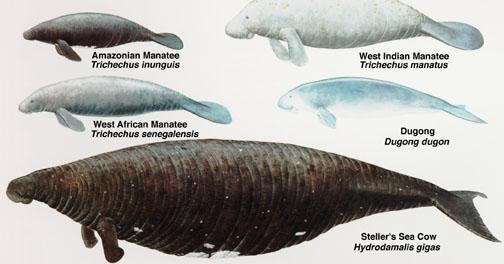 Amazonian Manatee
Trichechus inunguis
West Indian Manatee
Trichechus manatus
West African Manatee
Trichechus senegalensis
Dugong
Dugong dugon
Steller's Sea Cow
Hydrodamalis gigas